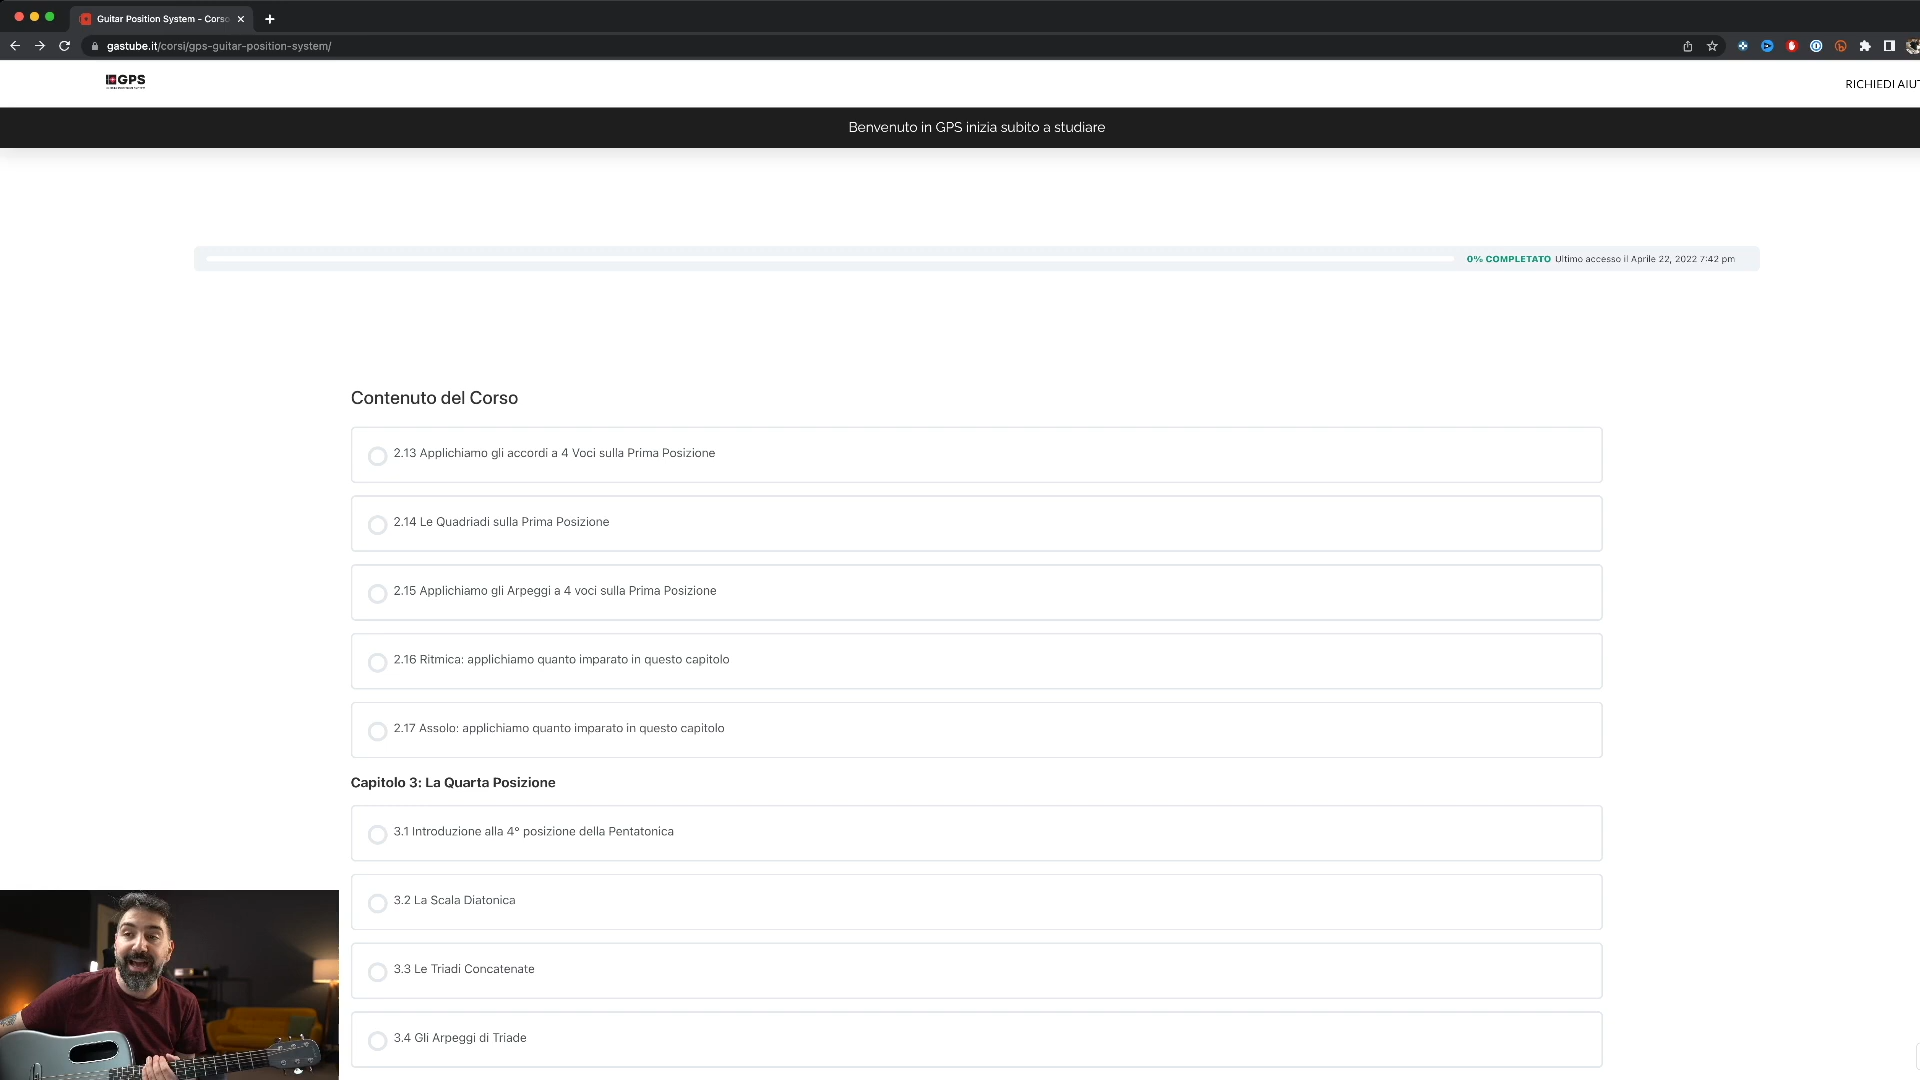 Guitar Position System – Corso
gastube.it/corsi/gps-guitar-position-system/
GPS
RICHIEDI
Benvenuto in GPS inizia subito a studiare
0% COMPLETATO Ultimo accesso il Aprile 22, 2022 7:42 pm
Contenuto del Corso
2.13 Applichiamo gli accordi a 4 Voci sulla Prima Posizione
2.14 Le Quadriadi sulla Prima Posizione
2.15 Applichiamo gli Arpeggi a 4 voci sulla Prima Posizione
2.16 Ritmica: applichiamo quanto imparato in questo capitolo
2.17 Assolo: applichiamo quanto imparato in questo capitolo
Capitolo 3: La Quarta Posizione
3.1 Introduzione alla 4° posizione della Pentatonica
3.2 La Scala Diatonica
3.3 Le Triadi Concatenate
3.4 Gli Arpeggi di Triade